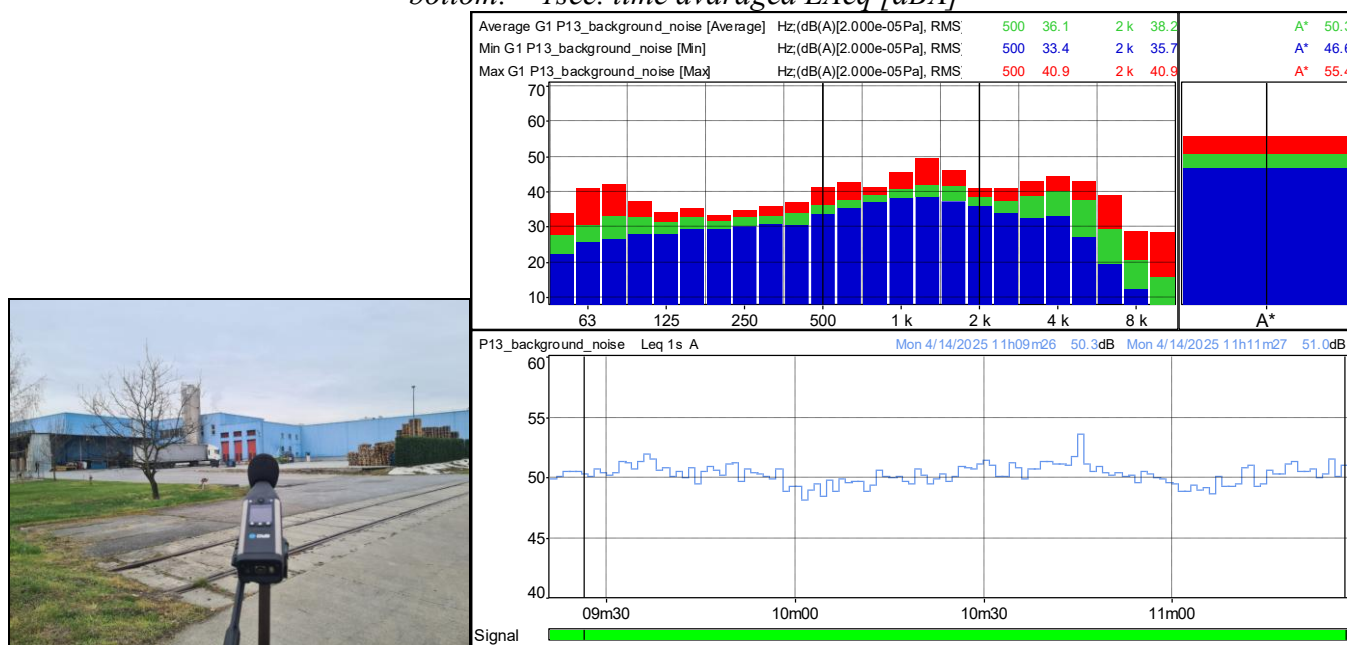 bottom: – 1sec. time avaraged LAeq [dBA]
Average G1 P13_background_noise [Average] Hz;(dB(A)[2.000e-05Pa], RMS 500 36.1 2 k 38.2 A* 50.3
Min G1 P13_background_noise [Min] Hz;(dB(A)[2.000e-05Pa], RMS 500 33.4 2 k 35.7 A* 46.6
Max G1 P13_background_noise [Max] Hz;(dB(A)[2.000e-05Pa], RMS 500 40.9 2 k 40.9 A* 55.4
70
60
50
40
30
20
10
63 125 250 500 1 k 2 k 4 k 8 k A*
P13_background_noise Leq 1s A Mon 4/14/2025 11h09m26 50.3dB Mon 4/14/2025 11h11m27 51.0dB
60
55
50
45
40
09m30 10m00 10m30 11m00
Signal